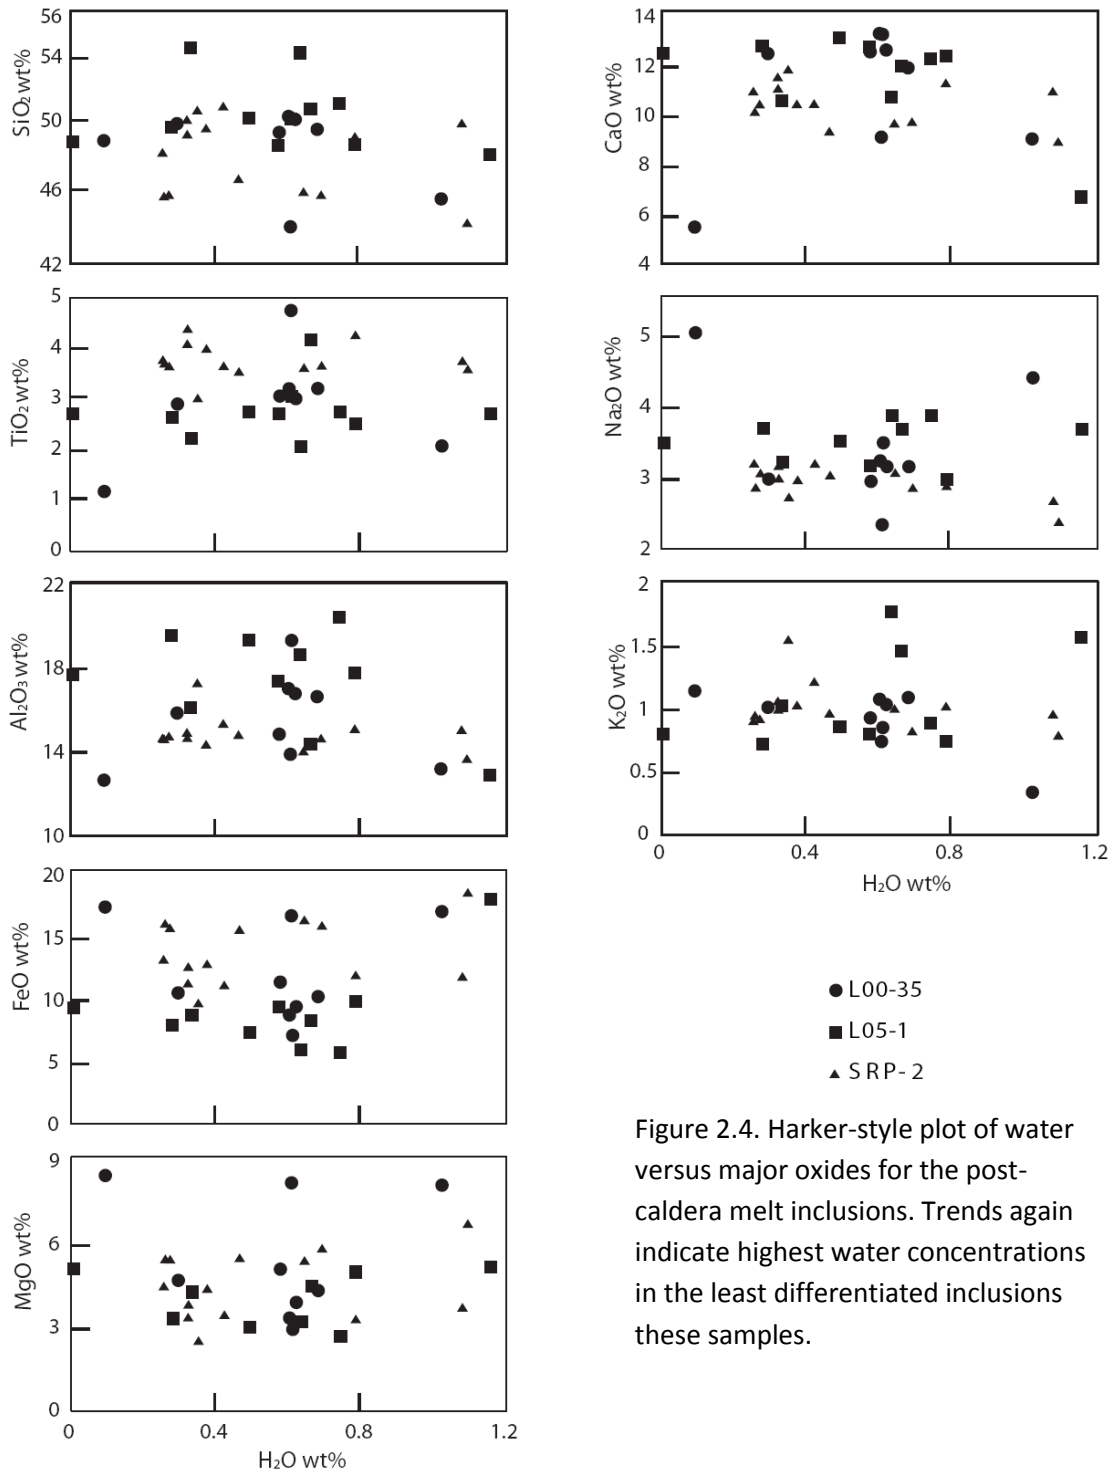 56
54
50
46
42
SiO₂ wt%
5
4
3
2
1
0
TiO₂ wt%
22
18
14
10
Al₂O₃ wt%
20
15
10
5
0
FeO wt%
9
6
3
0
MgO wt%
0 0.4 0.8 1.2
H₂O wt%
14
12
10
8
6
4
CaO wt%
5
4
3
2
Na₂O wt%
2
1.5
1
0.5
0
K₂O wt%
0 0.4 0.8 1.2
H₂O wt%
L00-35
L05-1
SRP-2
Figure 2.4. Harker-style plot of water
versus major oxides for the post-
caldera melt inclusions. Trends again
indicate highest water concentrations
in the least differentiated inclusions
these samples.